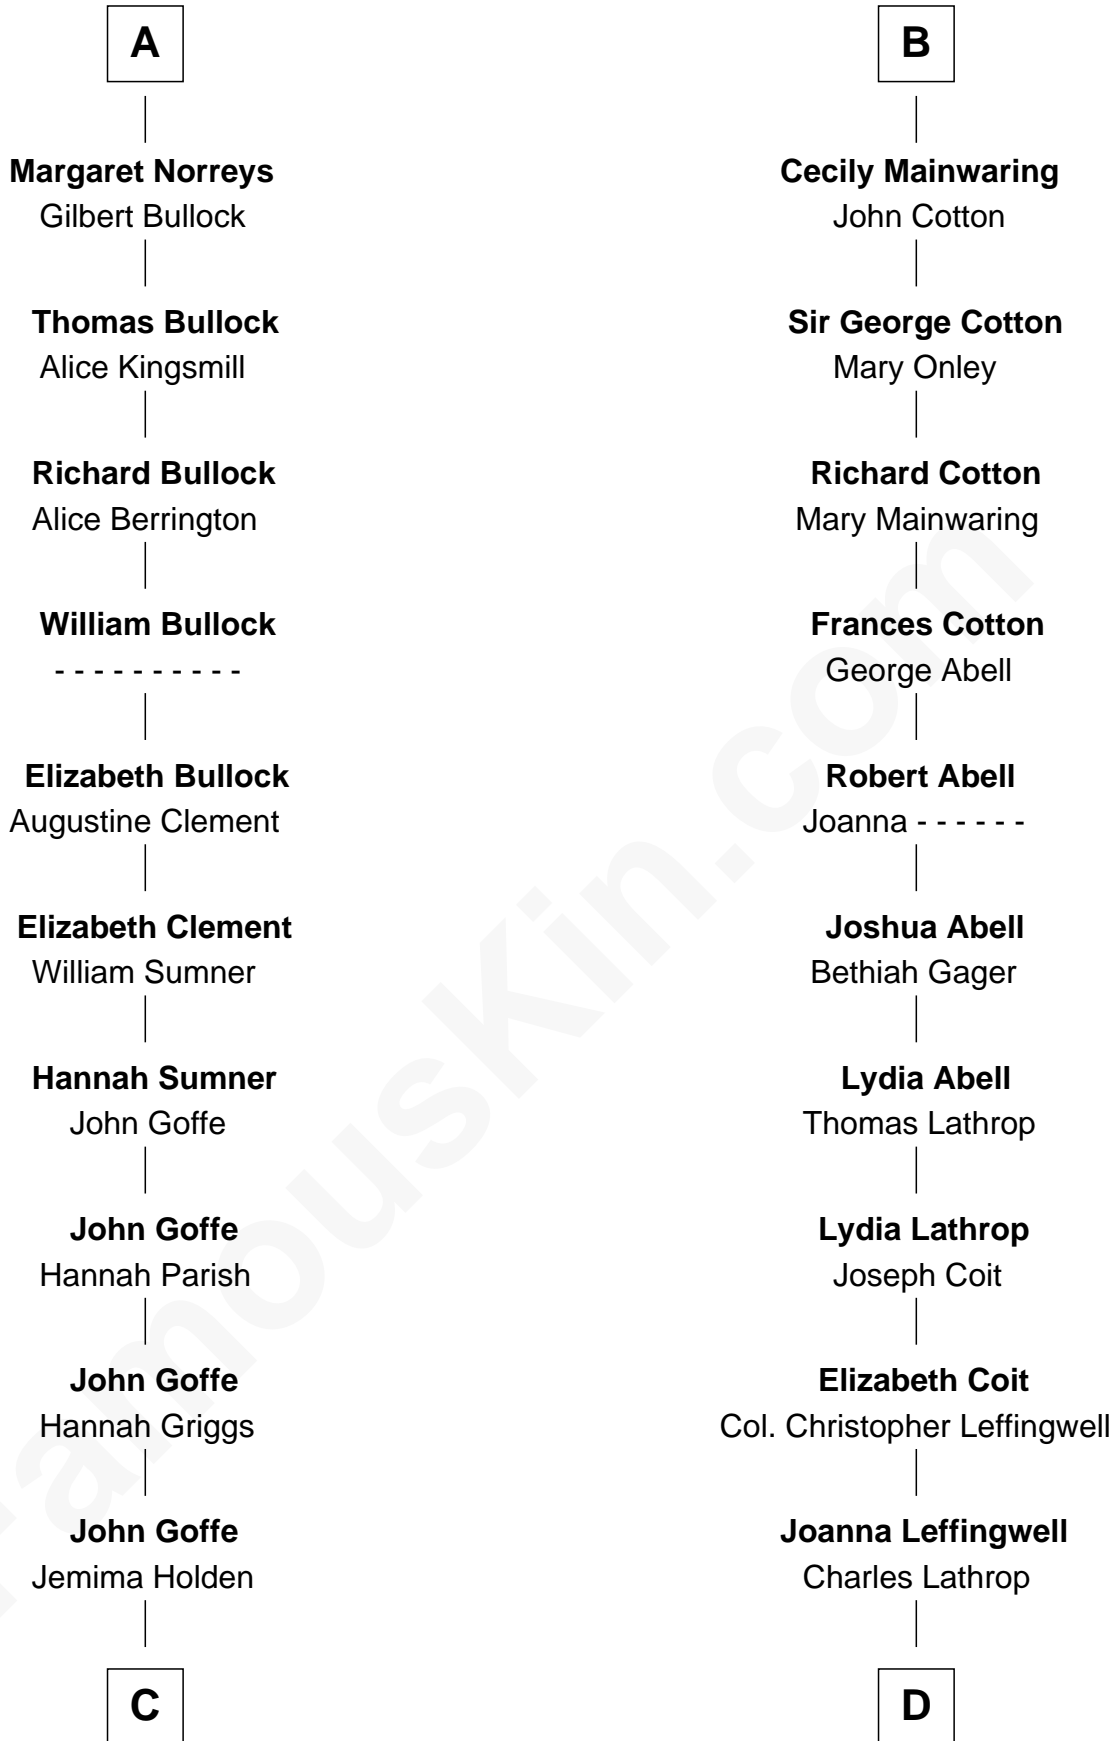 A
Margaret Norreys
Gilbert Bullock
Thomas Bullock
Alice Kingsmill
Richard Bullock
Alice Berrington
William Bullock
- - - - - - - - - -
Elizabeth Bullock
Augustine Clement
Elizabeth Clement
William Sumner
Hannah Sumner
John Goffe
John Goffe
Hannah Parish
John Goffe
Hannah Griggs
John Goffe
Jemima Holden
C
B
Cecily Mainwaring
John Cotton
Sir George Cotton
Mary Onley
Richard Cotton
Mary Mainwaring
Frances Cotton
George Abell
Robert Abell
Joanna - - - - - -
Joshua Abell
Bethiah Gager
Lydia Abell
Thomas Lathrop
Lydia Lathrop
Joseph Coit
Elizabeth Coit
Col. Christopher Leffingwell
Joanna Leffingwell
Charles Lathrop
D
FamousKin.com